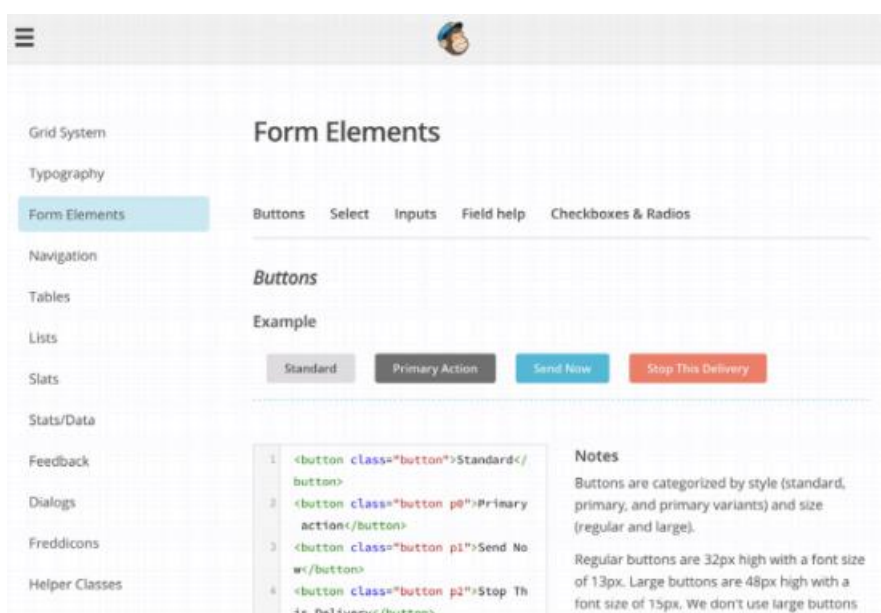 Grid System
Typography
Form Elements
Navigation
Tables
Lists
Slats
Stats/Data
Feedback
Dialogs
Freddicons
Helper Classes
Form Elements
Buttons Select Inputs Field help Checkboxes & Radios
Buttons
Example
Standard Primary Action Send Now Stop This Delivery
1 <button class="button">Standard</
button>
2 <button class="button p0">Primary
action</button>
3 <button class="button p1">Send No
w</button>
4 <button class="button p2">Stop Th
is Delivery</button>
Notes
Buttons are categorized by style (standard,
primary, and primary variants) and size
(regular and large).
Regular buttons are 32px high with a font size
of 13px. Large buttons are 48px high with a
font size of 15px. We don't use large buttons